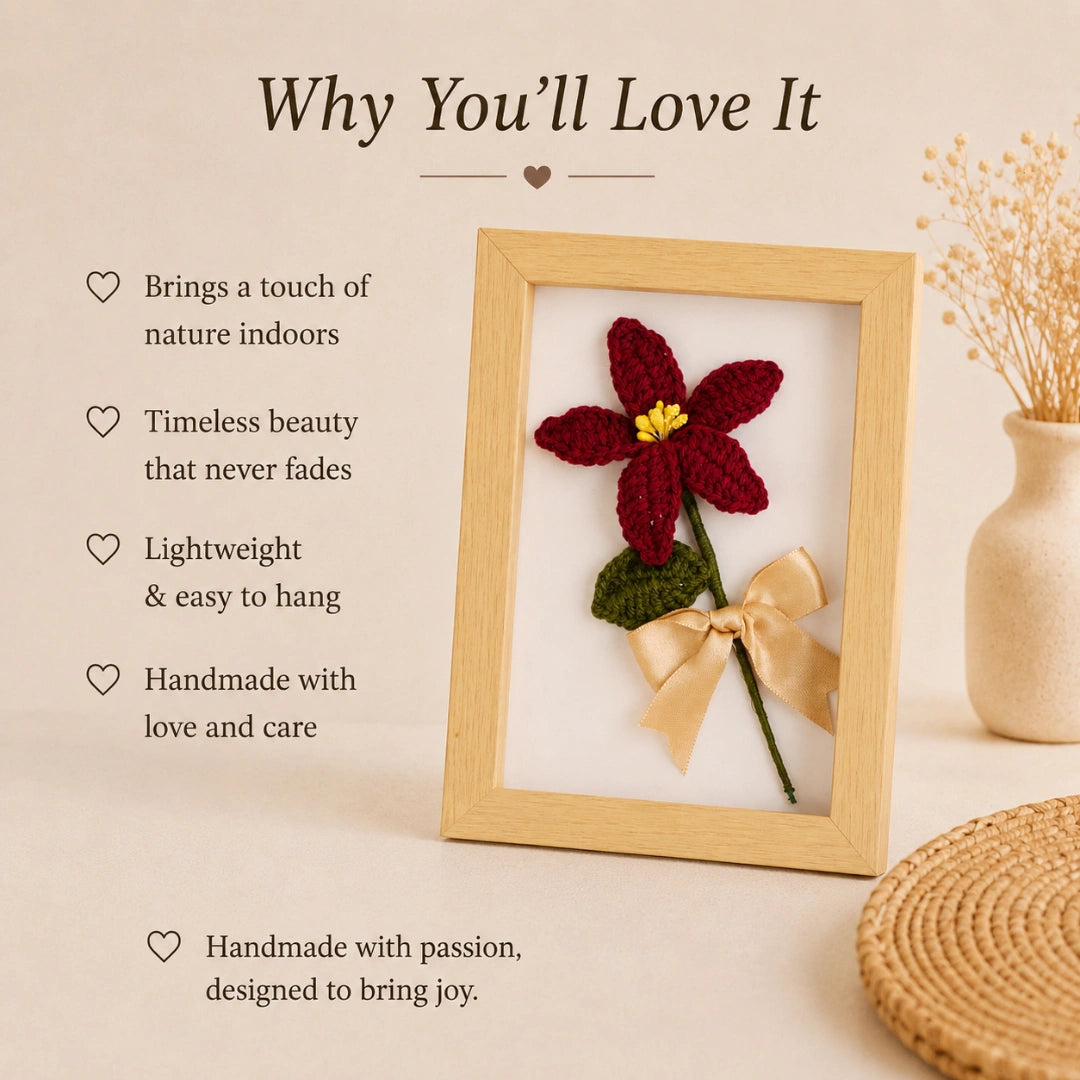 Why You’ll Love It
Brings a touch of
nature indoors
Timeless beauty
that never fades
Lightweight
& easy to hang
Handmade with
love and care
Handmade with passion,
designed to bring joy.